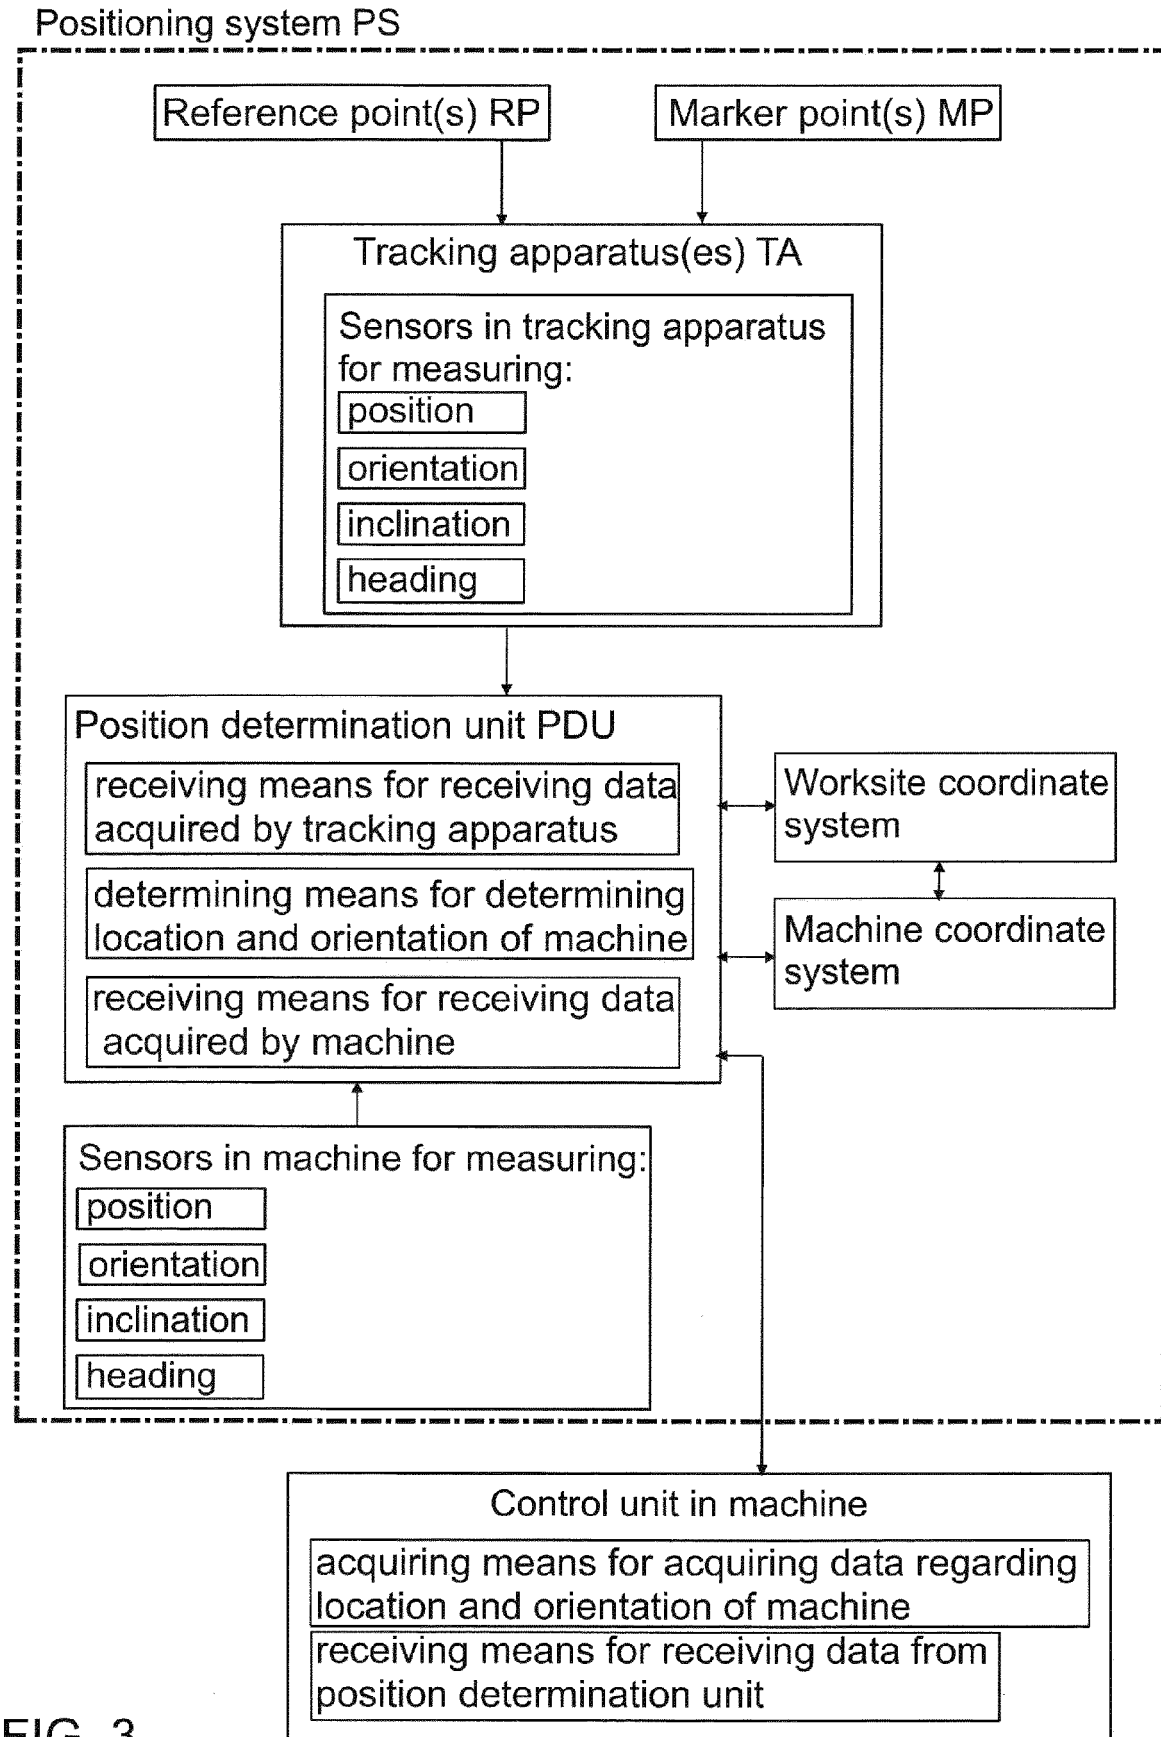 Positioning system PS
Reference point(s) RP
Marker point(s) MP
Tracking apparatus(es) TA
Sensors in tracking apparatus
for measuring:
position
orientation
inclination
heading
Position determination unit PDU
receiving means for receiving data
acquired by tracking apparatus
determining means for determining
location and orientation of machine
receiving means for receiving data
acquired by machine
Worksite coordinate
system
Machine coordinate
system
Sensors in machine for measuring:
position
orientation
inclination
heading
Control unit in machine
acquiring means for acquiring data regarding
location and orientation of machine
receiving means for receiving data from
position determination unit
FIG. 3